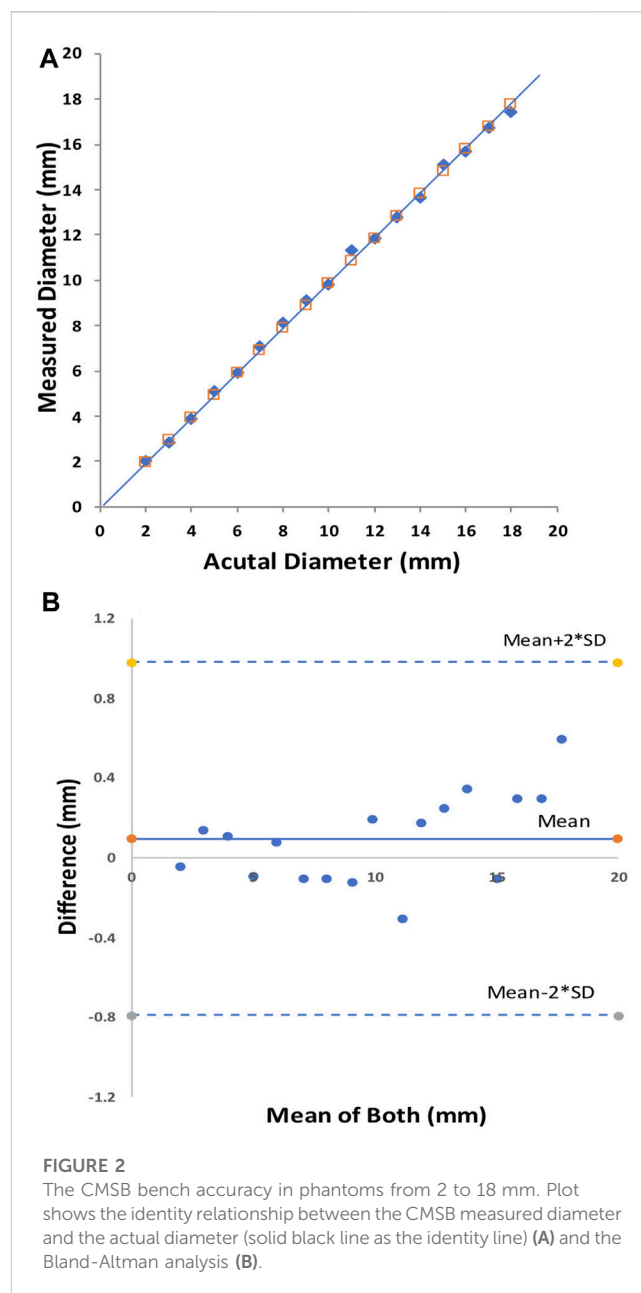 A
20
18
16
14
12
10
8
6
4
2
0
0 2 4 6 8 10 12 14 16 18 20
Measured Diameter (mm)
Acutal Diameter (mm)
B
1.2
0.8
0.4
0
-0.4
-0.8
-1.2
0 5 10 15 20
Mean+2*SD
Mean
Mean-2*SD
Difference (mm)
Mean of Both (mm)
FIGURE 2
The CMSB bench accuracy in phantoms from 2 to 18 mm. Plot
shows the identity relationship between the CMSB measured diameter
and the actual diameter (solid black line as the identity line) (A) and the
Bland-Altman analysis (B).